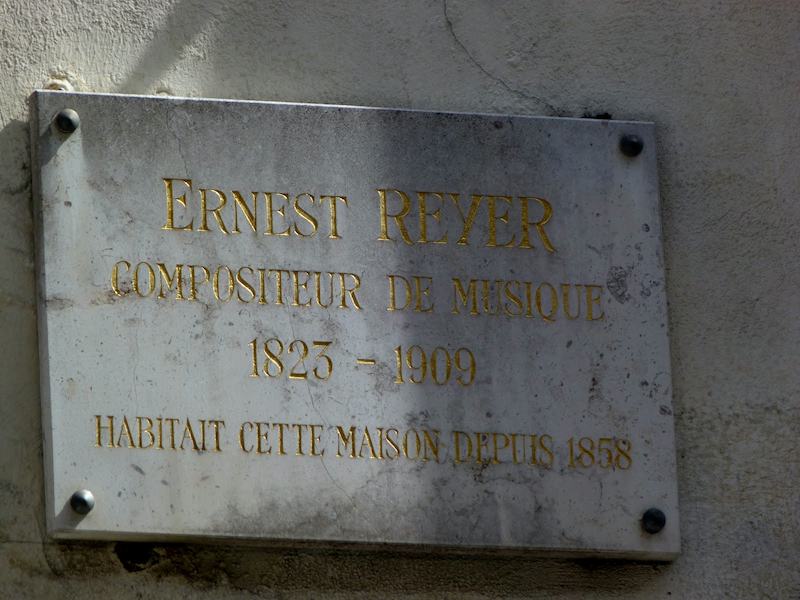 ERNEST REYER
COMPOSITEUR DE MUSIQUE
1823 - 1909
HABITAIT CETTE MAISON DEPUIS 1858